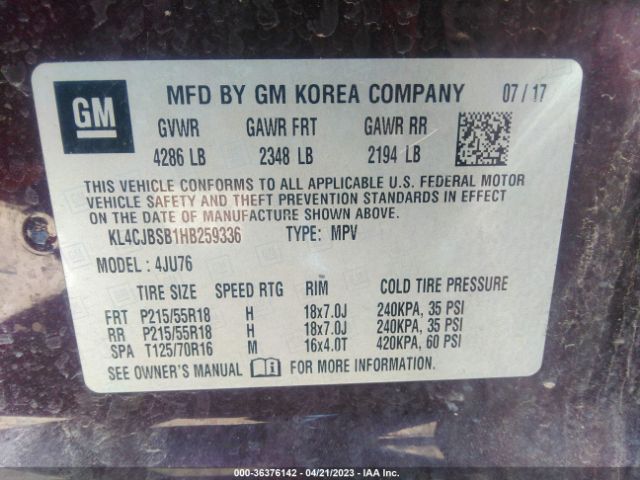 GM
MFD BY GM KOREA COMPANY 07/17
GVWR GAWR FRT GAWR RR
4286 LB 2348 LB 2194 LB
THIS VEHICLE CONFORMS TO ALL APPLICABLE U.S. FEDERAL MOTOR
VEHICLE SAFETY AND THEFT PREVENTION STANDARDS IN EFFECT
ON THE DATE OF MANUFACTURE SHOWN ABOVE.
KL4CJBSB1HB259336 TYPE: MPV
MODEL: 4JU76
TIRE SIZE SPEED RTG RIM COLD TIRE PRESSURE
FRT P215/55R18 H 18x7.0J 240KPA, 35 PSI
RR P215/55R18 H 18x7.0J 240KPA, 35 PSI
SPA T125/70R16 M 16x4.0T 420KPA, 60 PSI
SEE OWNER'S MANUAL FOR MORE INFORMATION.
000-36376142 - 04/21/2023 - IAA Inc.